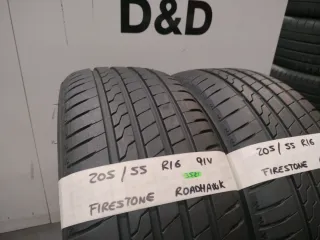 D&D
205/55 R16 91V
FIRESTONE ROADHAWK
205/55 R16
FIRESTONE